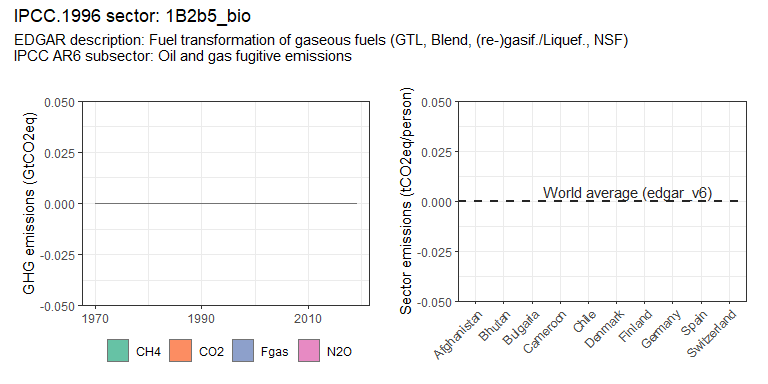 IPCC.1996 sector: 1B2b5_bio
EDGAR description: Fuel transformation of gaseous fuels (GTL, Blend, (re-)gasif./Liquef., NSF)
IPCC AR6 subsector: Oil and gas fugitive emissions
GHG emissions (GtCO2eq)
0.050
0.025
0.000
-0.025
-0.050
1970
1990
2010
CH4
CO2
Fgas
N2O
Sector emissions (tCO2eq/person)
0.050
0.025
0.000
-0.025
-0.050
World average (edgar_v6)
Afghanistan
Bhutan
Bulgaria
Cameroon
Chile
Denmark
Finland
Germany
Spain
Switzerland